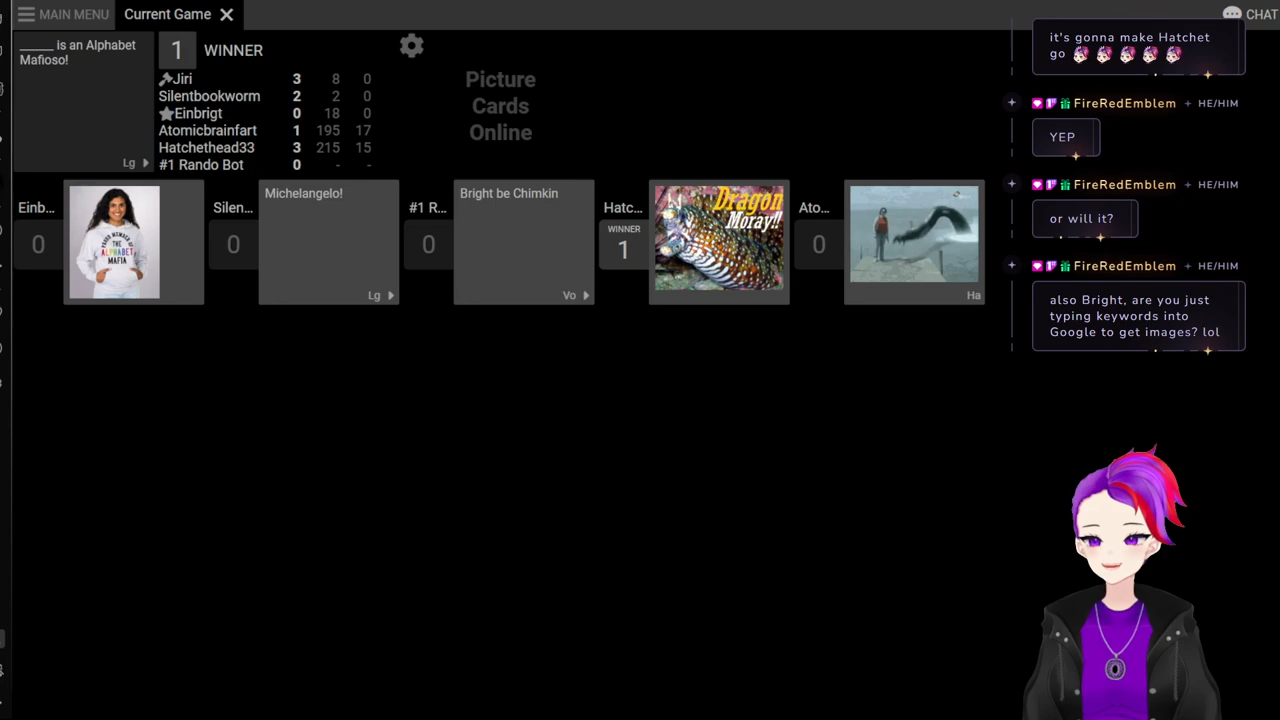 MAIN MENU
Current Game
CHAT
_____ is an Alphabet
Mafioso!
Lg
1 WINNER
Jiri 3 8 0
Silentbookworm 2 2 0
Einbrigt 0 18 0
Atomicbrainfart 1 195 17
Hatchethead33 3 215 15
#1 Rando Bot 0 - -
Picture
Cards
Online
Einb...
0
THE
ALPHABET
MAFIA
Silen...
0
Michelangelo!
Lg
#1 R...
0
Bright be Chimkin
Vo
Hatc...
WINNER
1
Dragon
Moray!!
Ato...
0
Ha
it's gonna make Hatchet
go
FireRedEmblem HE/HIM
YEP
FireRedEmblem HE/HIM
or will it?
FireRedEmblem HE/HIM
also Bright, are you just
typing keywords into
Google to get images? lol